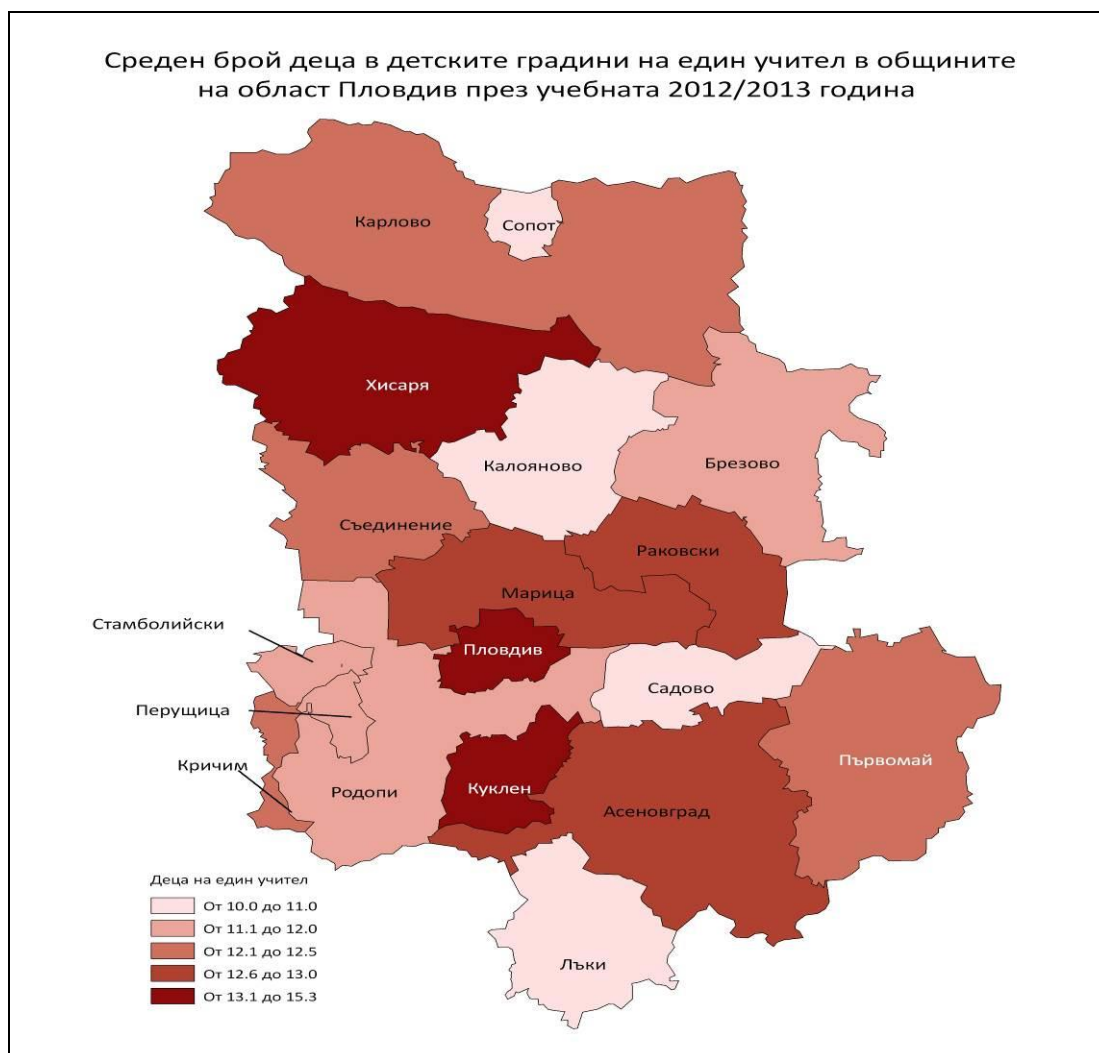 Среден брой деца в детските градини на един учител в общините
на област Пловдив през учебната 2012/2013 година
Карлово
Сопот
Хисаря
Калояново
Брезово
Съединение
Раковски
Марица
Стамболийски
Пловдив
Садово
Перущица
Първомай
Кричим
Родопи
Куклен
Асеновград
Лъки
Деца на един учител
От 10.0 до 11.0
От 11.1 до 12.0
От 12.1 до 12.5
От 12.6 до 13.0
От 13.1 до 15.3